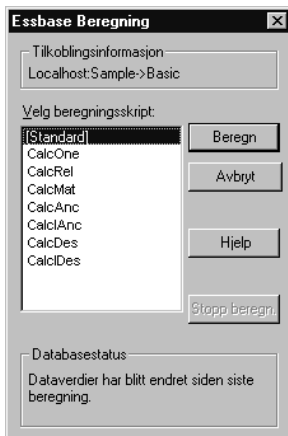 Essbase Beregning
Tilkoblingsinformasjon
Localhost:Sample->Basic
Velg beregningsskript:
[Standard]
CalcOne
CalcRel
CalcMat
CalcAnc
CalcIAnc
CalcDes
CalcIDes
Beregn
Avbryt
Hjelp
Stopp beregn.
Databasestatus
Dataverdier har blitt endret siden siste
beregning.